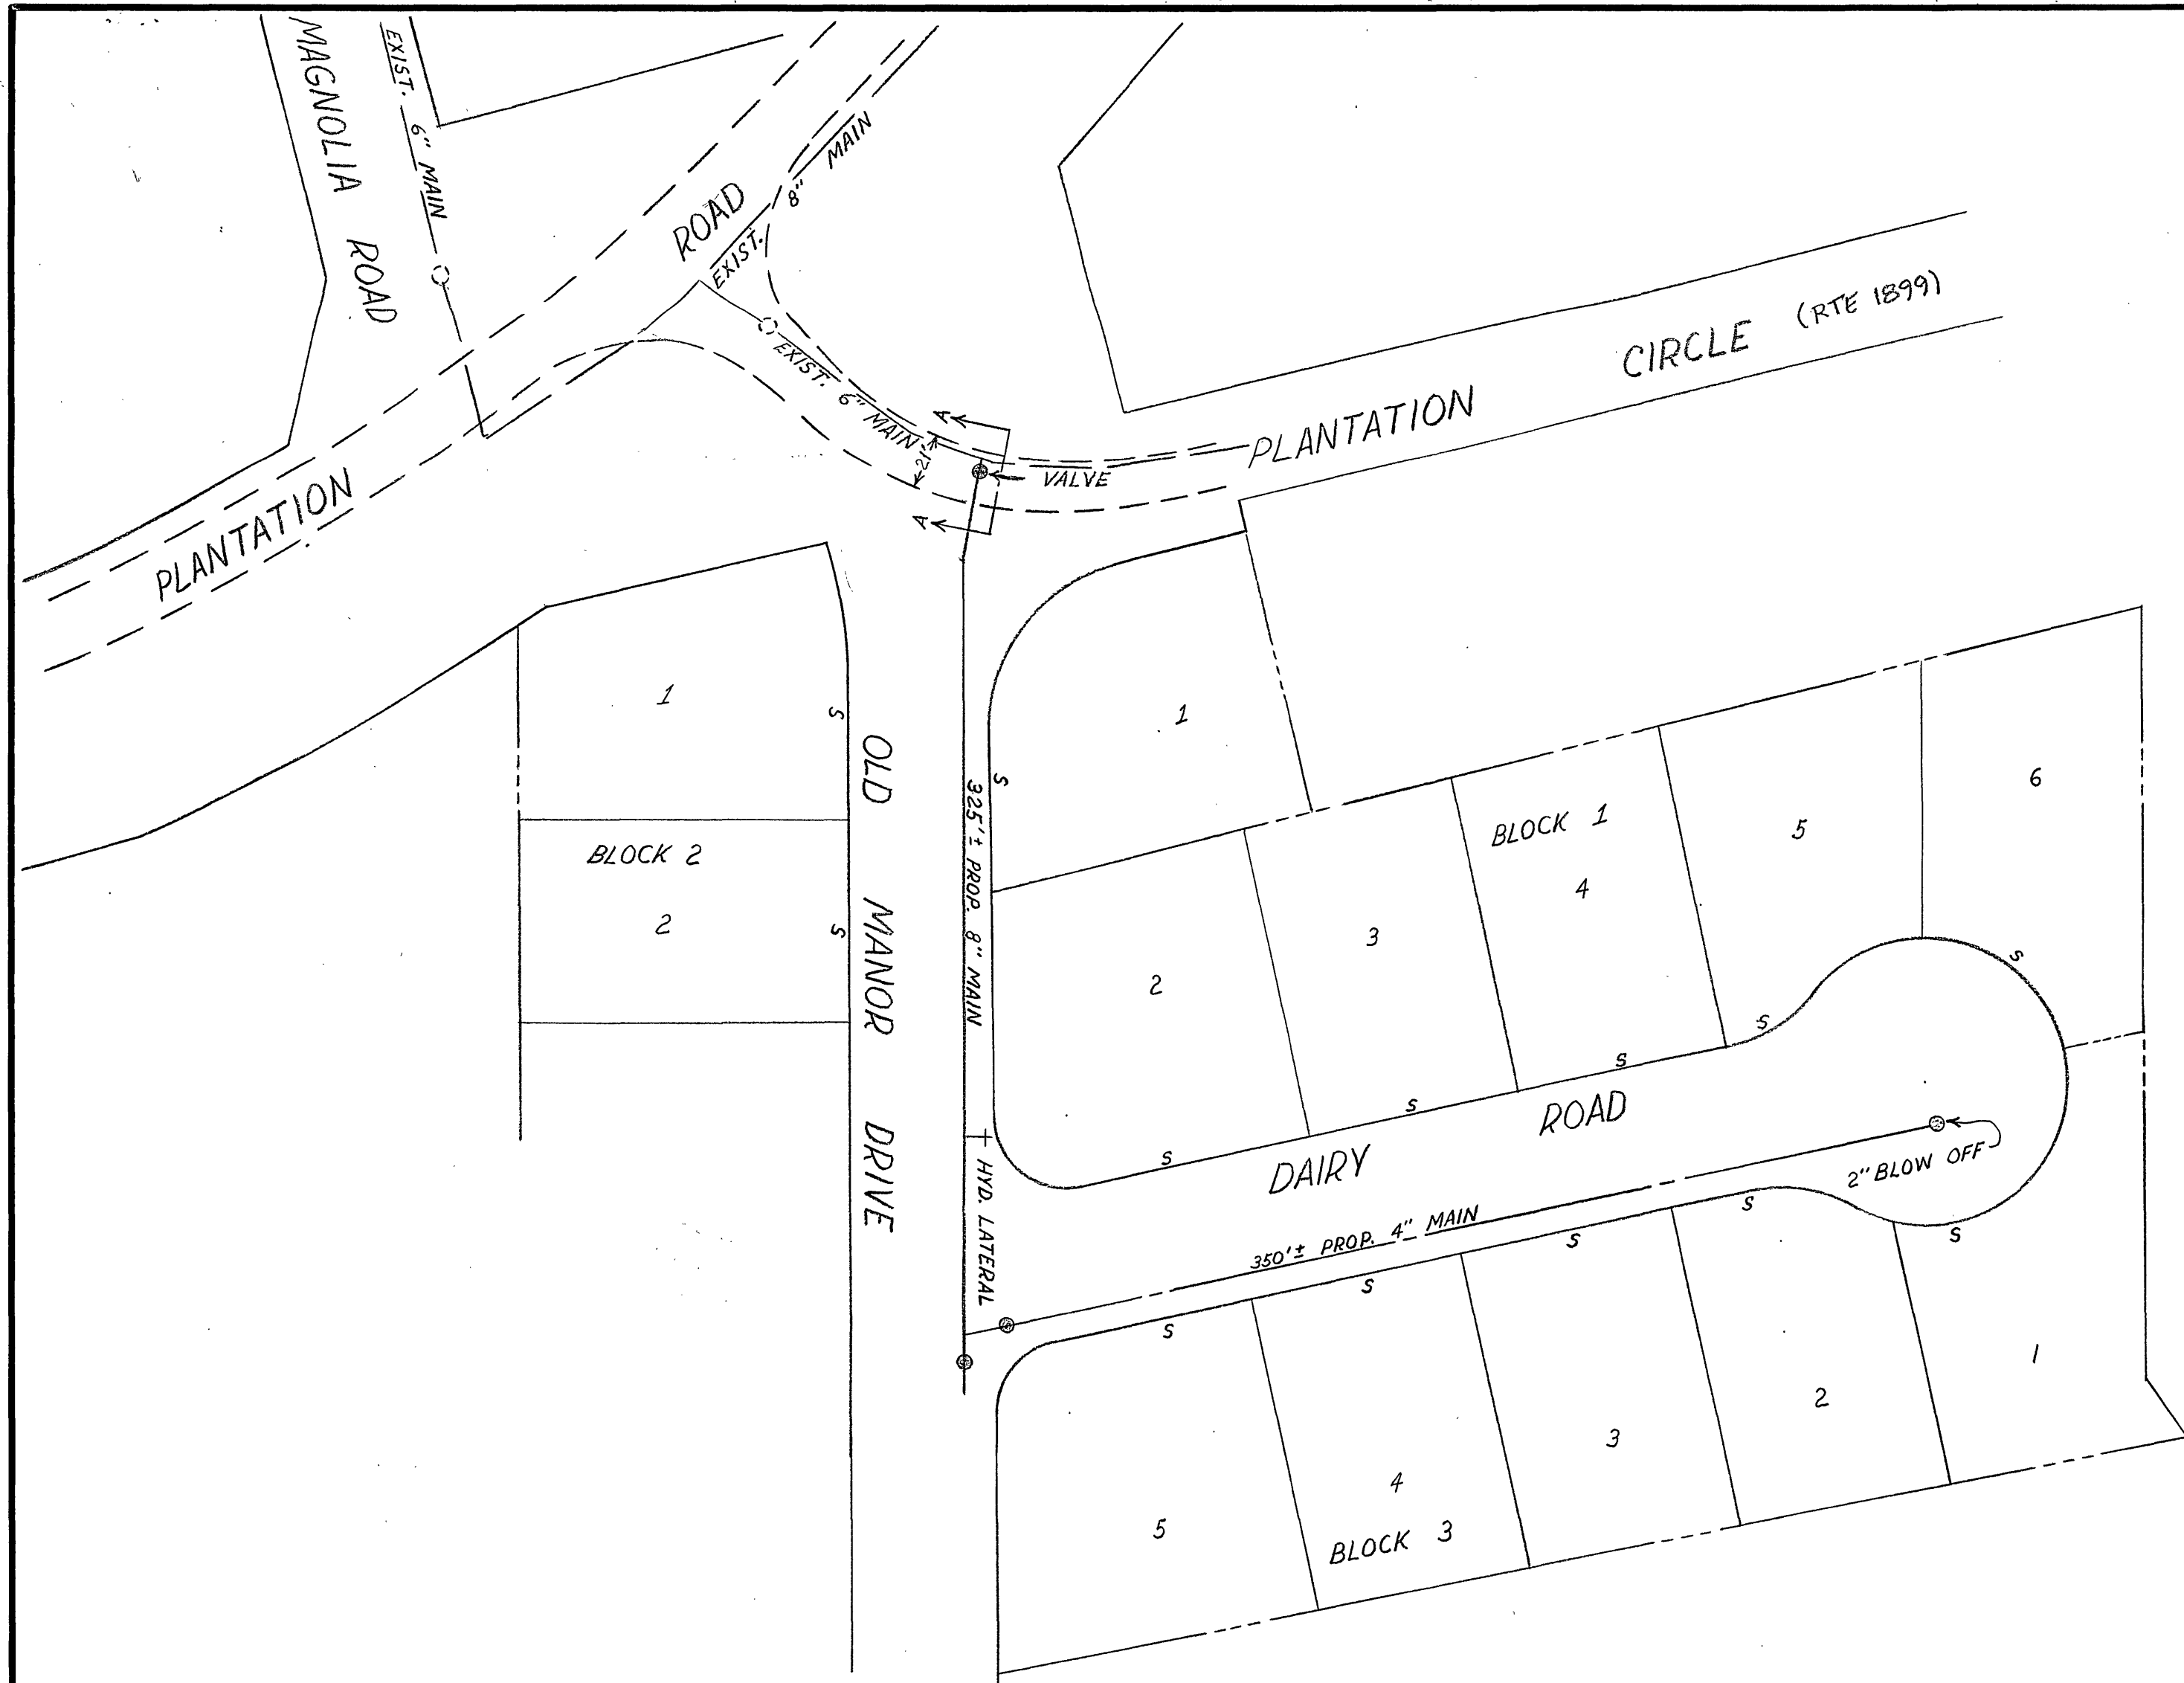 MAGNOLIA ROAD
EXIST. 6" MAIN
PLANTATION ROAD
EXIST. 8" MAIN
EXIST. 6" MAIN
21'
A
A
VALVE
PLANTATION CIRCLE (RTE 1899)
1
S
BLOCK 2
2
S
OLD MANOR DRIVE
325'± PROP. 8" MAIN
HYD. LATERAL
1
S
2
3
BLOCK 1
4
5
6
S
S
S
S
S
DAIRY ROAD
350'± PROP. 4" MAIN
2" BLOW OFF
S
S
S
S
S
5
4
BLOCK 3
3
2
1